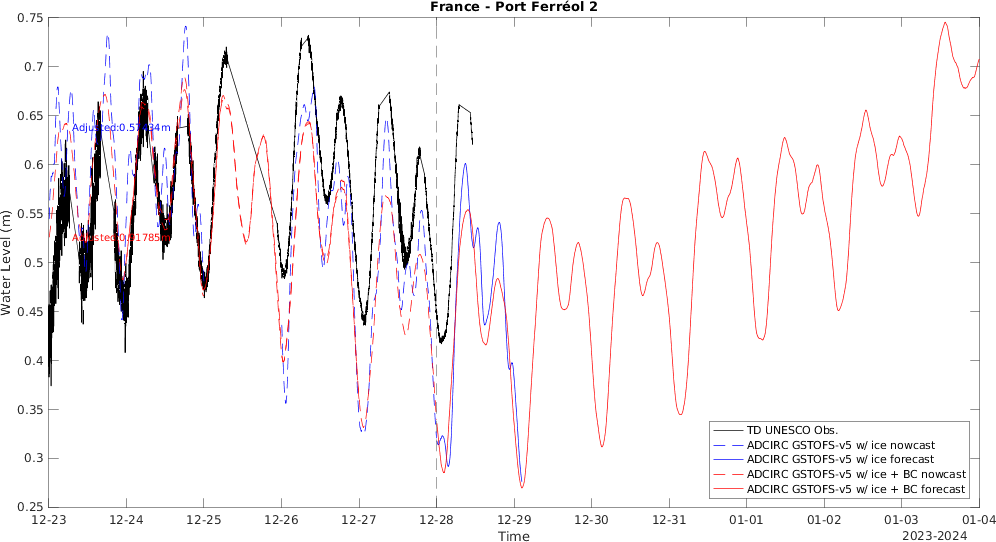 France - Port Ferréol 2
Water Level (m)
0.75
0.7
0.65
0.6
0.55
0.5
0.45
0.4
0.35
0.3
0.25
Adjusted:0.01785m
TD UNESCO Obs.
ADCIRC GSTOFS-v5 w/ ice nowcast
ADCIRC GSTOFS-v5 w/ ice forecast
ADCIRC GSTOFS-v5 w/ ice + BC nowcast
ADCIRC GSTOFS-v5 w/ ice + BC forecast
12-23 12-24 12-25 12-26 12-27 12-28 12-29 12-30 12-31 01-01 01-02 01-03 01-04
Time
2023-2024